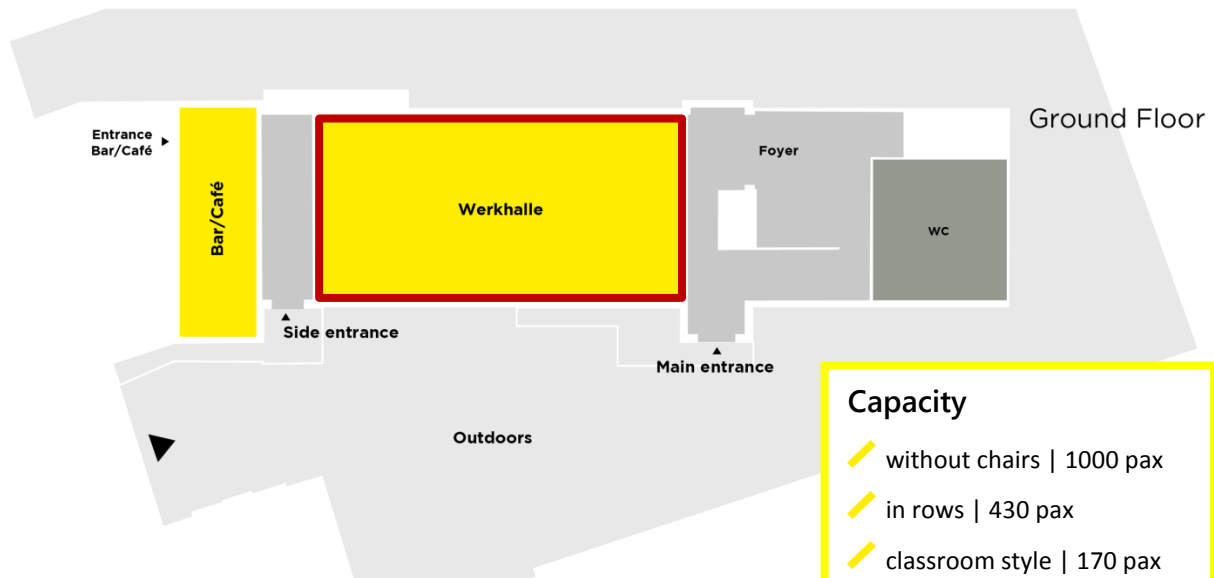 Ground Floor
Entrance
Bar/Café
Bar/Café
Werkhalle
Foyer
WC
Side entrance
Main entrance
Outdoors
Capacity
without chairs | 1000 pax
in rows | 430 pax
classroom style | 170 pax